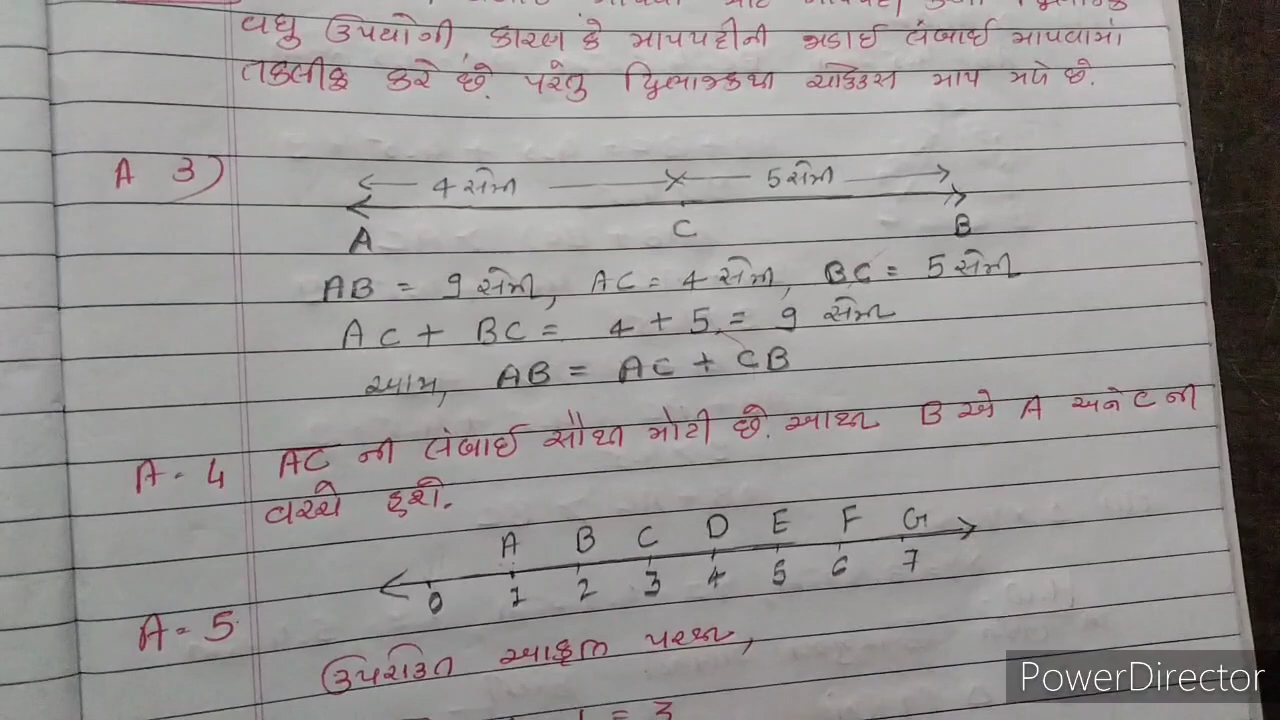 વધુ ઉપયોગી, કારણ કે માપપટ્ટીની જાડાઈ લંબાઈ માપવામાં
તકલીફ કરે છે. પરંતુ દ્વિભાજકથી ચોક્કસ માપ મળે છે.
A 3)
4 સેમી 5 સેમી
A C B
AB = 9 સેમી, AC = 4 સેમી, BC = 5 સેમી
AC + BC = 4 + 5 = 9 સેમી
આમ, AB = AC + CB
A - 4 AC ની લંબાઈ સૌથી મોટી છે. આથી B એ A અને C ની
વચ્ચે હશે.
A B C D E F G
0 1 2 3 4 5 6 7
A = 5
ઉપરોક્ત આકૃતિ પરથી,
= 3
PowerDirector